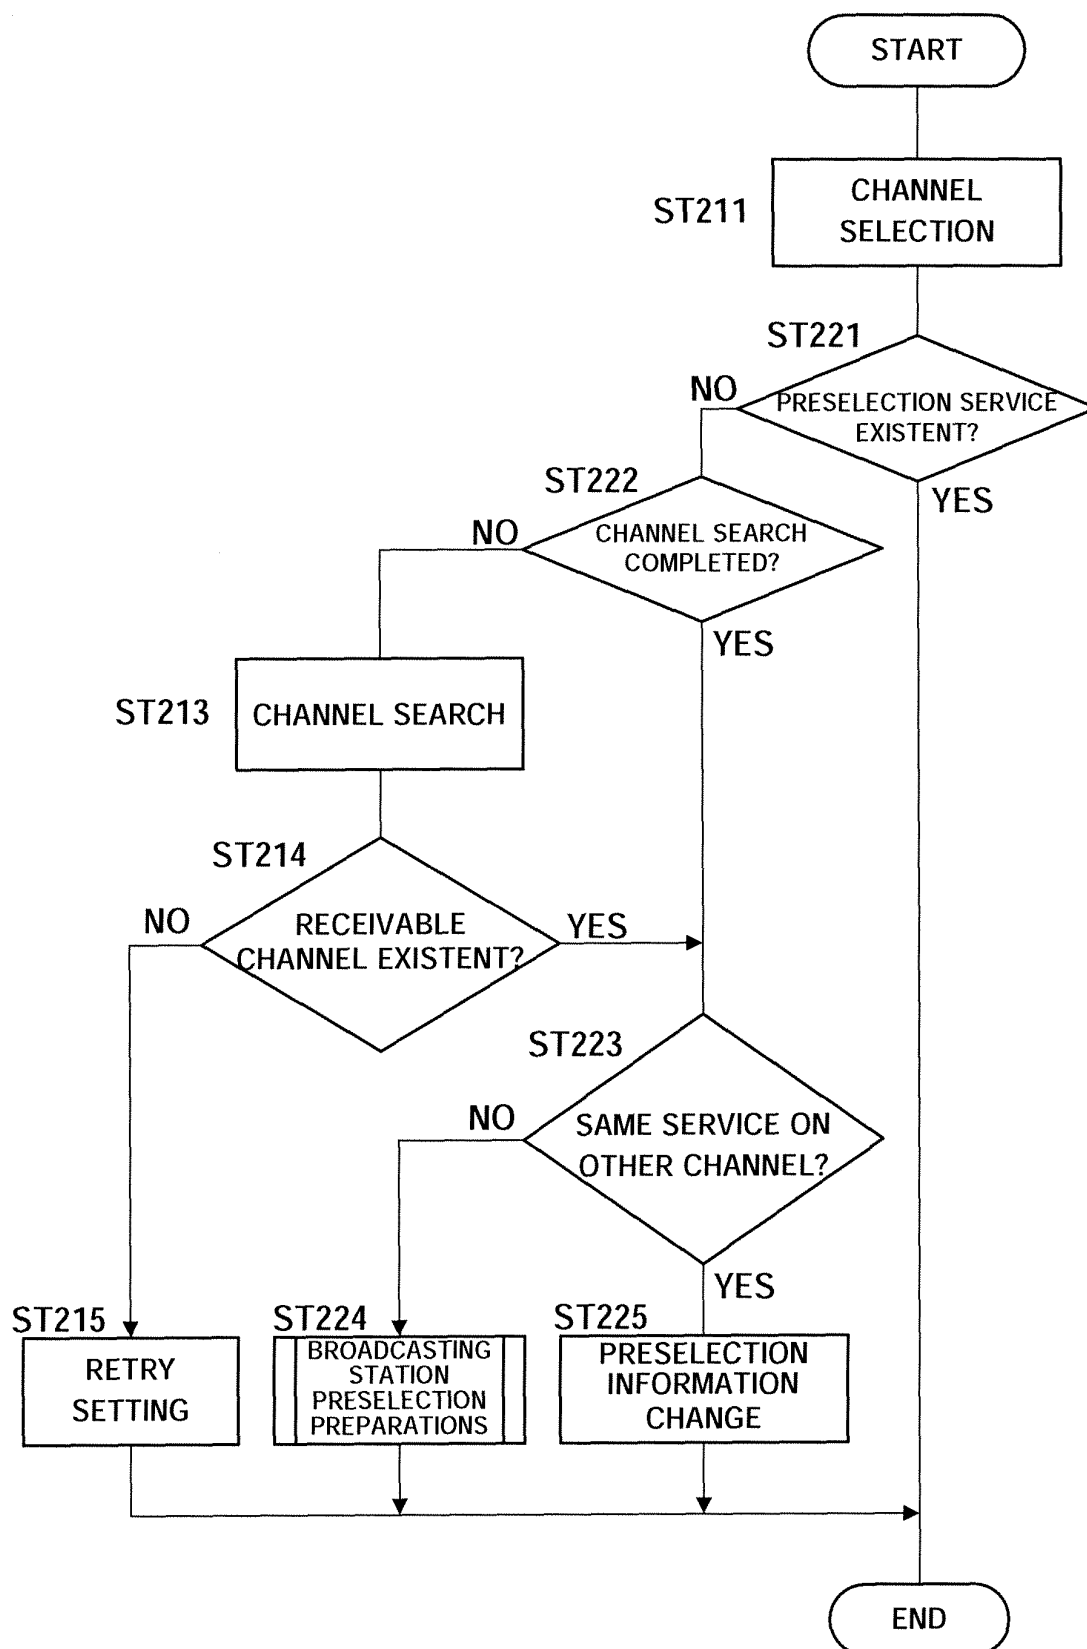 START
ST211
CHANNEL
SELECTION
ST221
NO
PRESELECTION SERVICE
EXISTENT?
YES
ST222
NO
CHANNEL SEARCH
COMPLETED?
YES
ST213
CHANNEL SEARCH
ST214
NO
RECEIVABLE
CHANNEL EXISTENT?
YES
ST223
NO
SAME SERVICE ON
OTHER CHANNEL?
YES
ST215
RETRY
SETTING
ST224
BROADCASTING
STATION
PRESELECTION
PREPARATIONS
ST225
PRESELECTION
INFORMATION
CHANGE
END